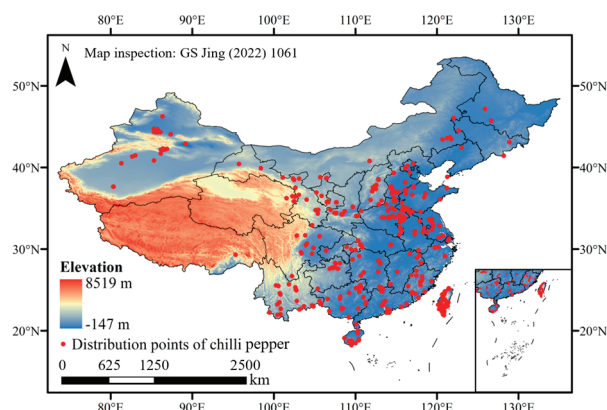 80°E 90°E 100°E 110°E 120°E 130°E
N
Map inspection: GS Jing (2022) 1061
50°N 50°N
40°N 40°N
30°N 30°N
20°N 20°N
Elevation
8519 m
-147 m
Distribution points of chilli pepper
0 625 1250 2500
km
80°E 90°E 100°E 110°E 120°E 130°E